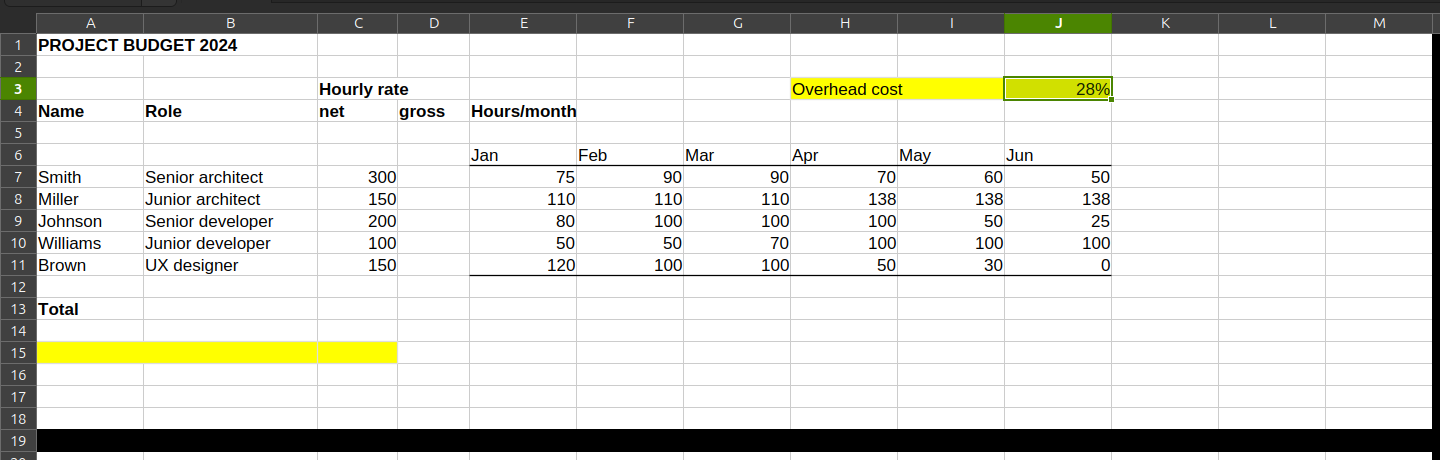 A B C D E F G H I J K L M
1 PROJECT BUDGET 2024
2
3 Hourly rate Overhead cost 28%
4 Name Role net gross Hours/month
5
6 Jan Feb Mar Apr May Jun
7 Smith Senior architect 300 75 90 90 70 60 50
8 Miller Junior architect 150 110 110 110 138 138 138
9 Johnson Senior developer 200 80 100 100 100 50 25
10 Williams Junior developer 100 50 50 70 100 100 100
11 Brown UX designer 150 120 100 100 50 30 0
12
13 Total
14
15
16
17
18
19